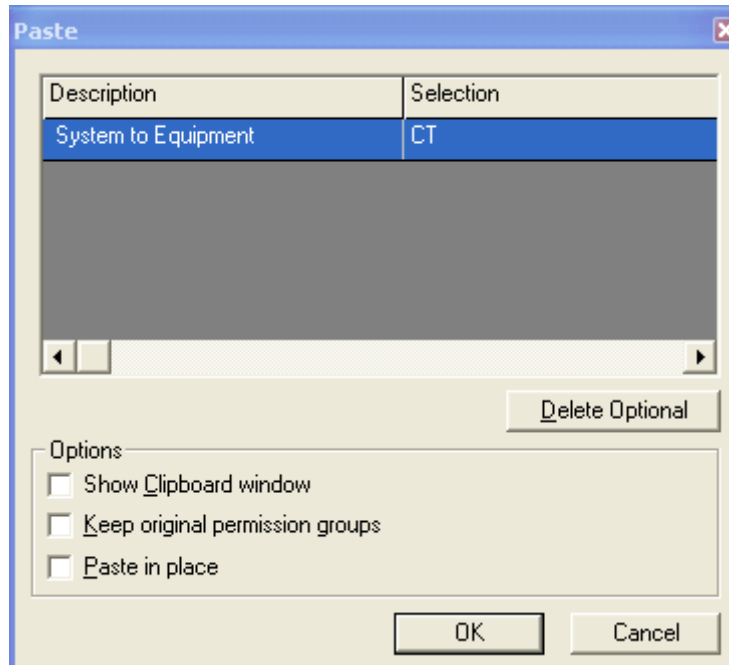 Paste
Description Selection
System to Equipment CT
Delete Optional
Options
Show Clipboard window
Keep original permission groups
Paste in place
OK Cancel